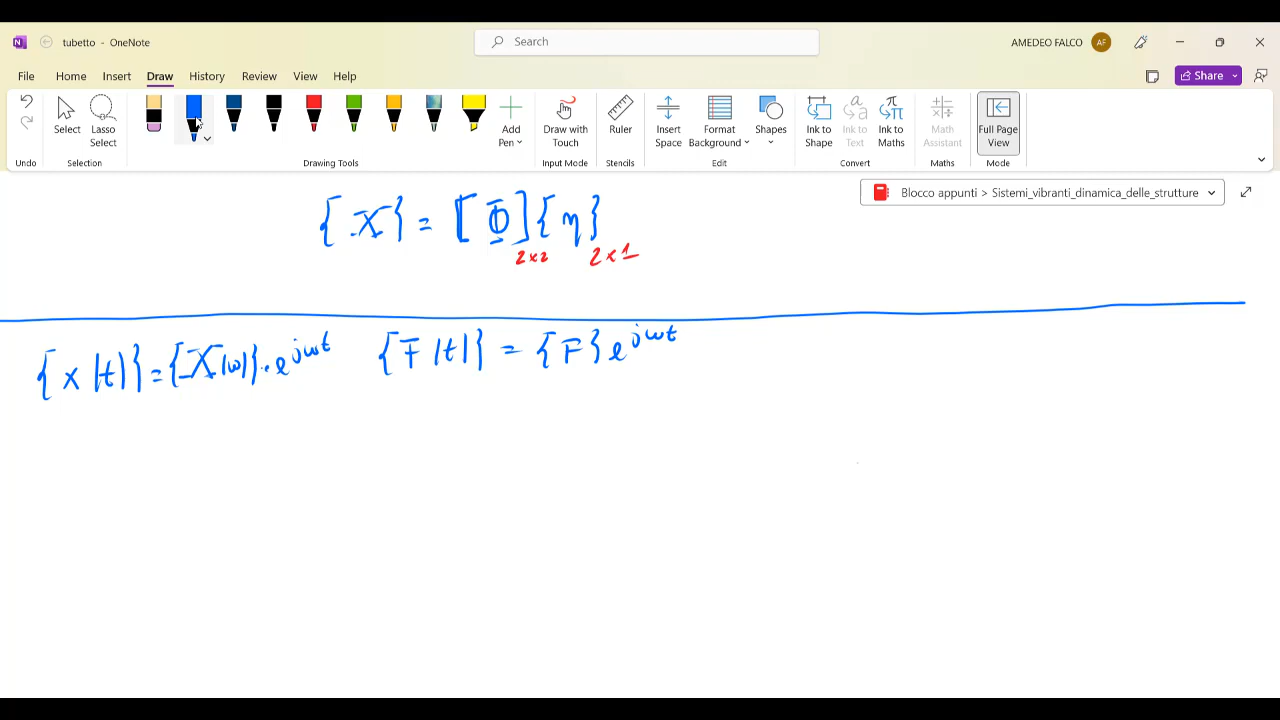 tubetto - OneNote
Search
AMEDEO FALCO AF
File Home Insert Draw History Review View Help
Share
Undo
Select
Lasso Select
Selection
Add Pen
Drawing Tools
Draw with Touch
Input Mode
Ruler
Stencils
Insert Space
Format Background
Shapes
Edit
Ink to Shape
Ink to Text
Ink to Maths
Convert
Math Assistant
Maths
Full Page View
Mode
Blocco appunti > Sistemi_vibranti_dinamica_delle_strutture
{X} = [Φ]{η}
2x2 2x1
{x(t)} = {X(ω)}·e^{jωt} {F(t)} = {F}e^{jωt}